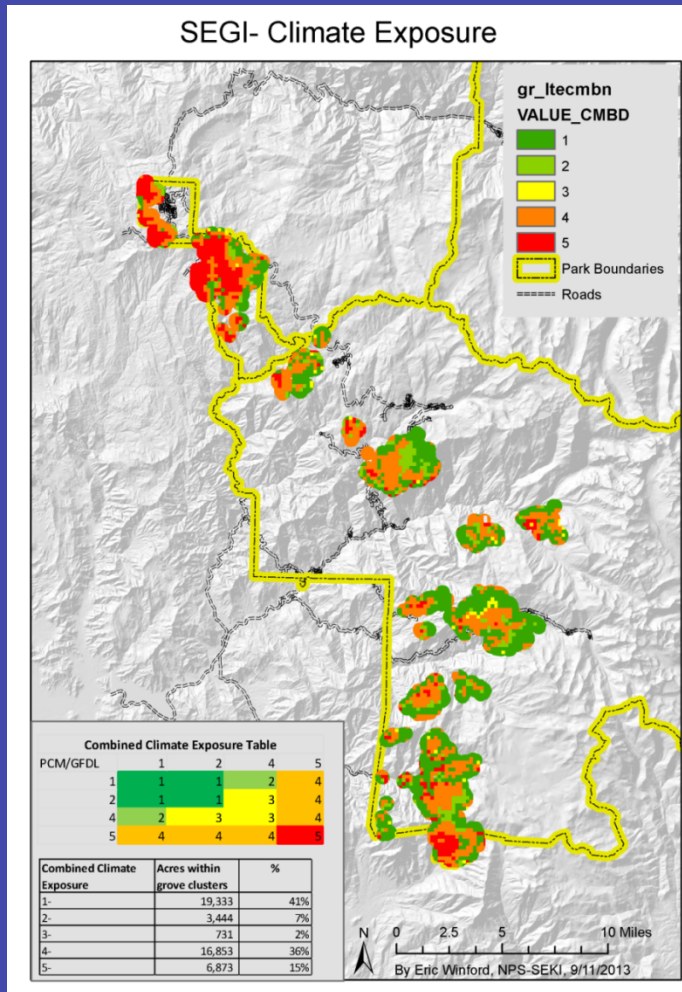 SEGI- Climate Exposure
gr_ltecmbn
VALUE_CMBD
1
2
3
4
5
Park Boundaries
Roads
Combined Climate Exposure Table
PCM/GFDL 1 2 4 5
1 1 1 2 4
2 1 1 3 4
4 2 3 3 4
5 4 4 4 5
Combined Climate Acres within %
Exposure grove clusters
1- 19,333 41%
2- 3,444 7%
3- 731 2%
4- 16,853 36%
5- 6,873 15%
N 0 2.5 5 10 Miles
By Eric Winford, NPS-SEKI, 9/11/2013